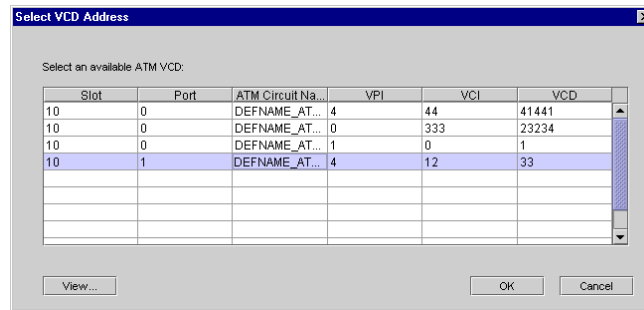 Select VCD Address
Select an available ATM VCD:
Slot Port ATM Circuit Na... VPI VCI VCD
10 0 DEFNAME_AT... 4 44 41441
10 0 DEFNAME_AT... 0 333 23234
10 0 DEFNAME_AT... 1 0 1
10 1 DEFNAME_AT... 4 12 33
View... OK Cancel